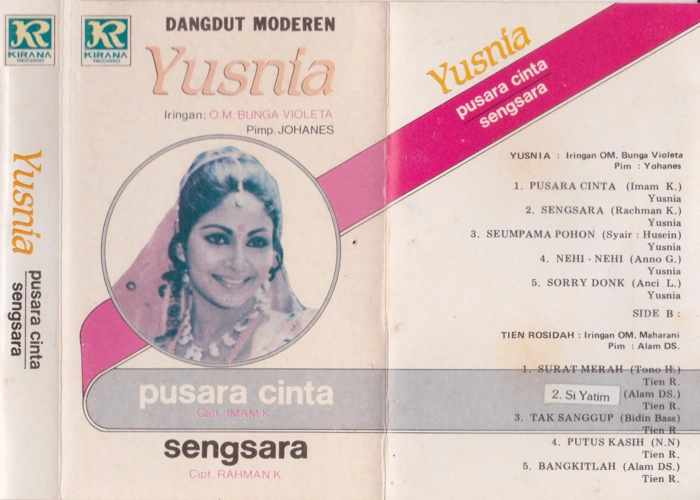 KR
KIRANA
RECORD
Yusnia
pusara cinta
sengsara
KR
KIRANA
RECORD
DANGDUT MODEREN
Yusnia
Iringan: O.M. BUNGA VIOLETA
Pimp. JOHANES
pusara cinta
Cipt. IMAM K.
sengsara
Cipt. RAHMAN K.
Yusnia
pusara cinta
sengsara
YUSNIA : Iringan OM. Bunga Violeta
Pim : Yohanes
1. PUSARA CINTA (Imam K.)
Yusnia
2. SENGSARA (Rachman K.)
Yusnia
3. SEUMPAMA POHON (Syair : Husein)
Yusnia
4. NEHI - NEHI (Anno G.)
Yusnia
5. SORRY DONK (Anci L.)
Yusnia
SIDE B :
TIEN ROSIDAH : Iringan OM. Maharani
Pim : Alam DS.
1. SURAT MERAH (Tono H.)
Tien R.
2. Si Yatim (Alam DS.)
Tien R.
3. TAK SANGGUP (Bidin Bass)
Tien R.
4. PUTUS KASIH (N.N)
Tien R.
5. BANGKITLAH (Alam DS.)
Tien R.